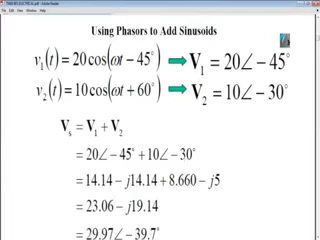 Using Phasors to Add Sinusoids
v₁(t) = 20cos(ωt − 45°) V₁ = 20∠ − 45°
v₂(t) = 10cos(ωt + 60°) V₂ = 10∠ − 30°
Vₛ = V₁ + V₂
= 20∠ − 45° + 10∠ − 30°
= 14.14 − j14.14 + 8.660 − j5
= 23.06 − j19.14
= 29.97∠ − 39.7°